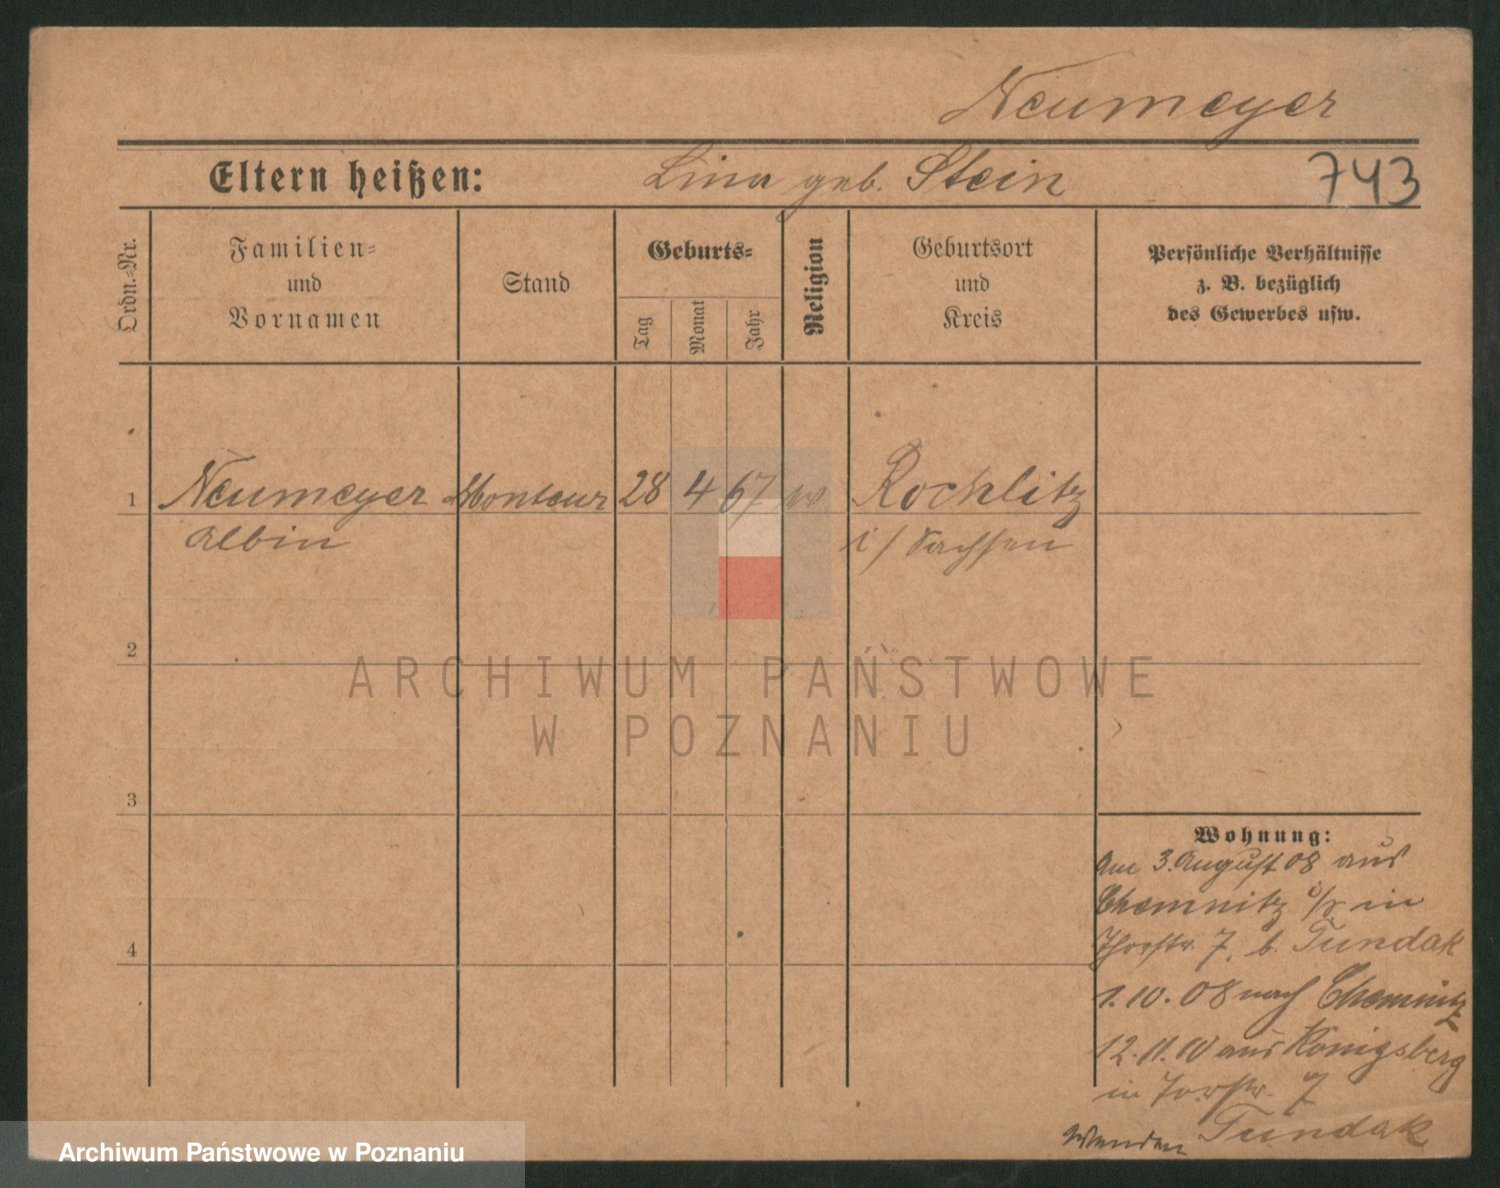 Neumeyer
Eltern heißen: Lina geb. Stein 743
Ordn.-Nr.
Familien-
und
Vornamen
Stand
Geburts-
Tag
Monat
Jahr
Religion
Geburtsort
und
Kreis
Persönliche Verhältnisse
z. B. bezüglich
des Gewerbes usw.
1 Neumeyer Monteur 28 4 67 Rochlitz
Albin i/Sachsen
2
ARCHIWUM PAŃSTWOWE
W POZNANIU
3
Wohnung:
Am 3. August 08 aus
Chemnitz i/S in
7, b. Tundak
4
1.10.08 nach Chemnitz
12.11.10 aus Königsberg
in Torstr. 7
Tundak
Wenden
Archiwum Państwowe w Poznaniu